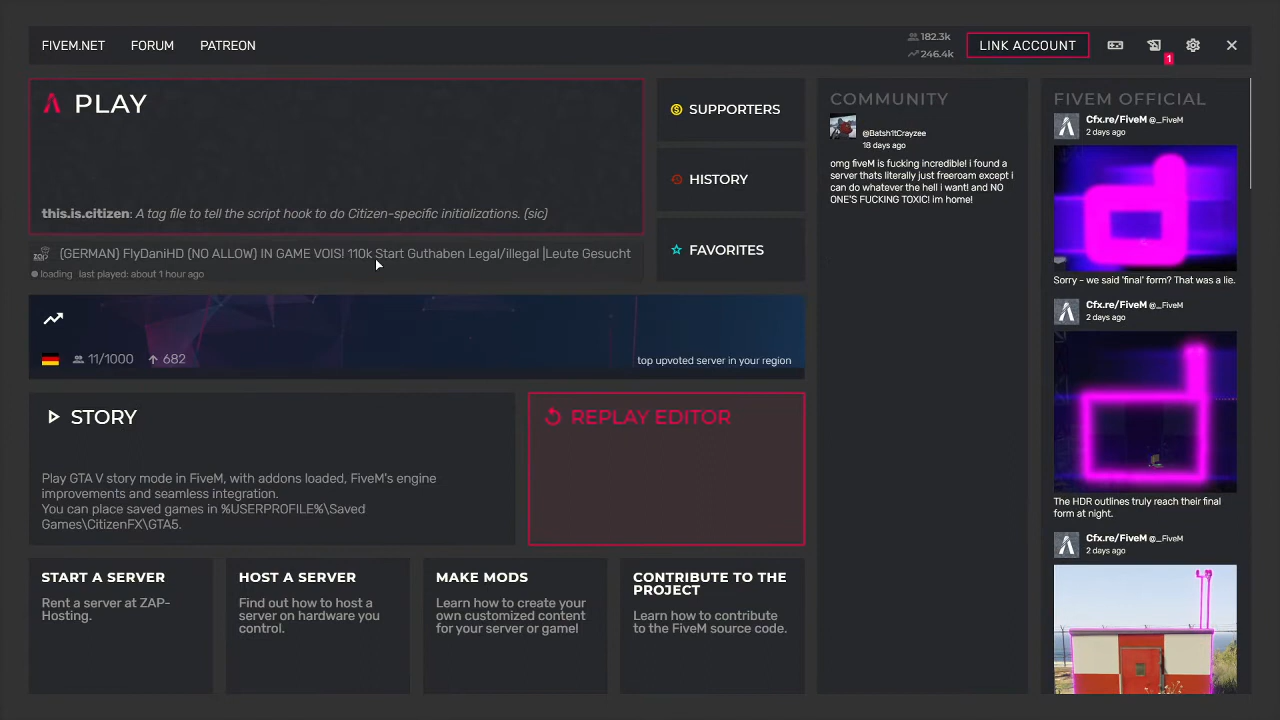 FIVEM.NET FORUM PATREON
182.3k
246.4k
LINK ACCOUNT
1
PLAY
this.is.citizen: A tag file to tell the script hook to do Citizen-specific initializations. (sic)
(GERMAN) FlyDaniHD (NO ALLOW) IN GAME VOIS! 110k Start Guthaben Legal/illegal |Leute Gesucht
loading last played: about 1 hour ago
SUPPORTERS
HISTORY
FAVORITES
11/1000 682
top upvoted server in your region
STORY
Play GTA V story mode in FiveM, with addons loaded, FiveM's engine
improvements and seamless integration.
You can place saved games in %USERPROFILE%\Saved
Games\CitizenFX\GTA5.
REPLAY EDITOR
START A SERVER
Rent a server at ZAP-
Hosting.
HOST A SERVER
Find out how to host a
server on hardware you
control.
MAKE MODS
Learn how to create your
own customized content
for your server or game!
CONTRIBUTE TO THE
PROJECT
Learn how to contribute
to the FiveM source code.
COMMUNITY
@Batsh1tCrayzee
18 days ago
omg fiveM is fucking incredible! i found a
server thats literally just freeroam except i
can do whatever the hell i want! and NO
ONE'S FUCKING TOXIC! im home!
FIVEM OFFICIAL
Cfx.re/FiveM @_FiveM
2 days ago
Sorry - we said 'final' form? That was a lie.
Cfx.re/FiveM @_FiveM
2 days ago
The HDR outlines truly reach their final
form at night.
Cfx.re/FiveM @_FiveM
2 days ago